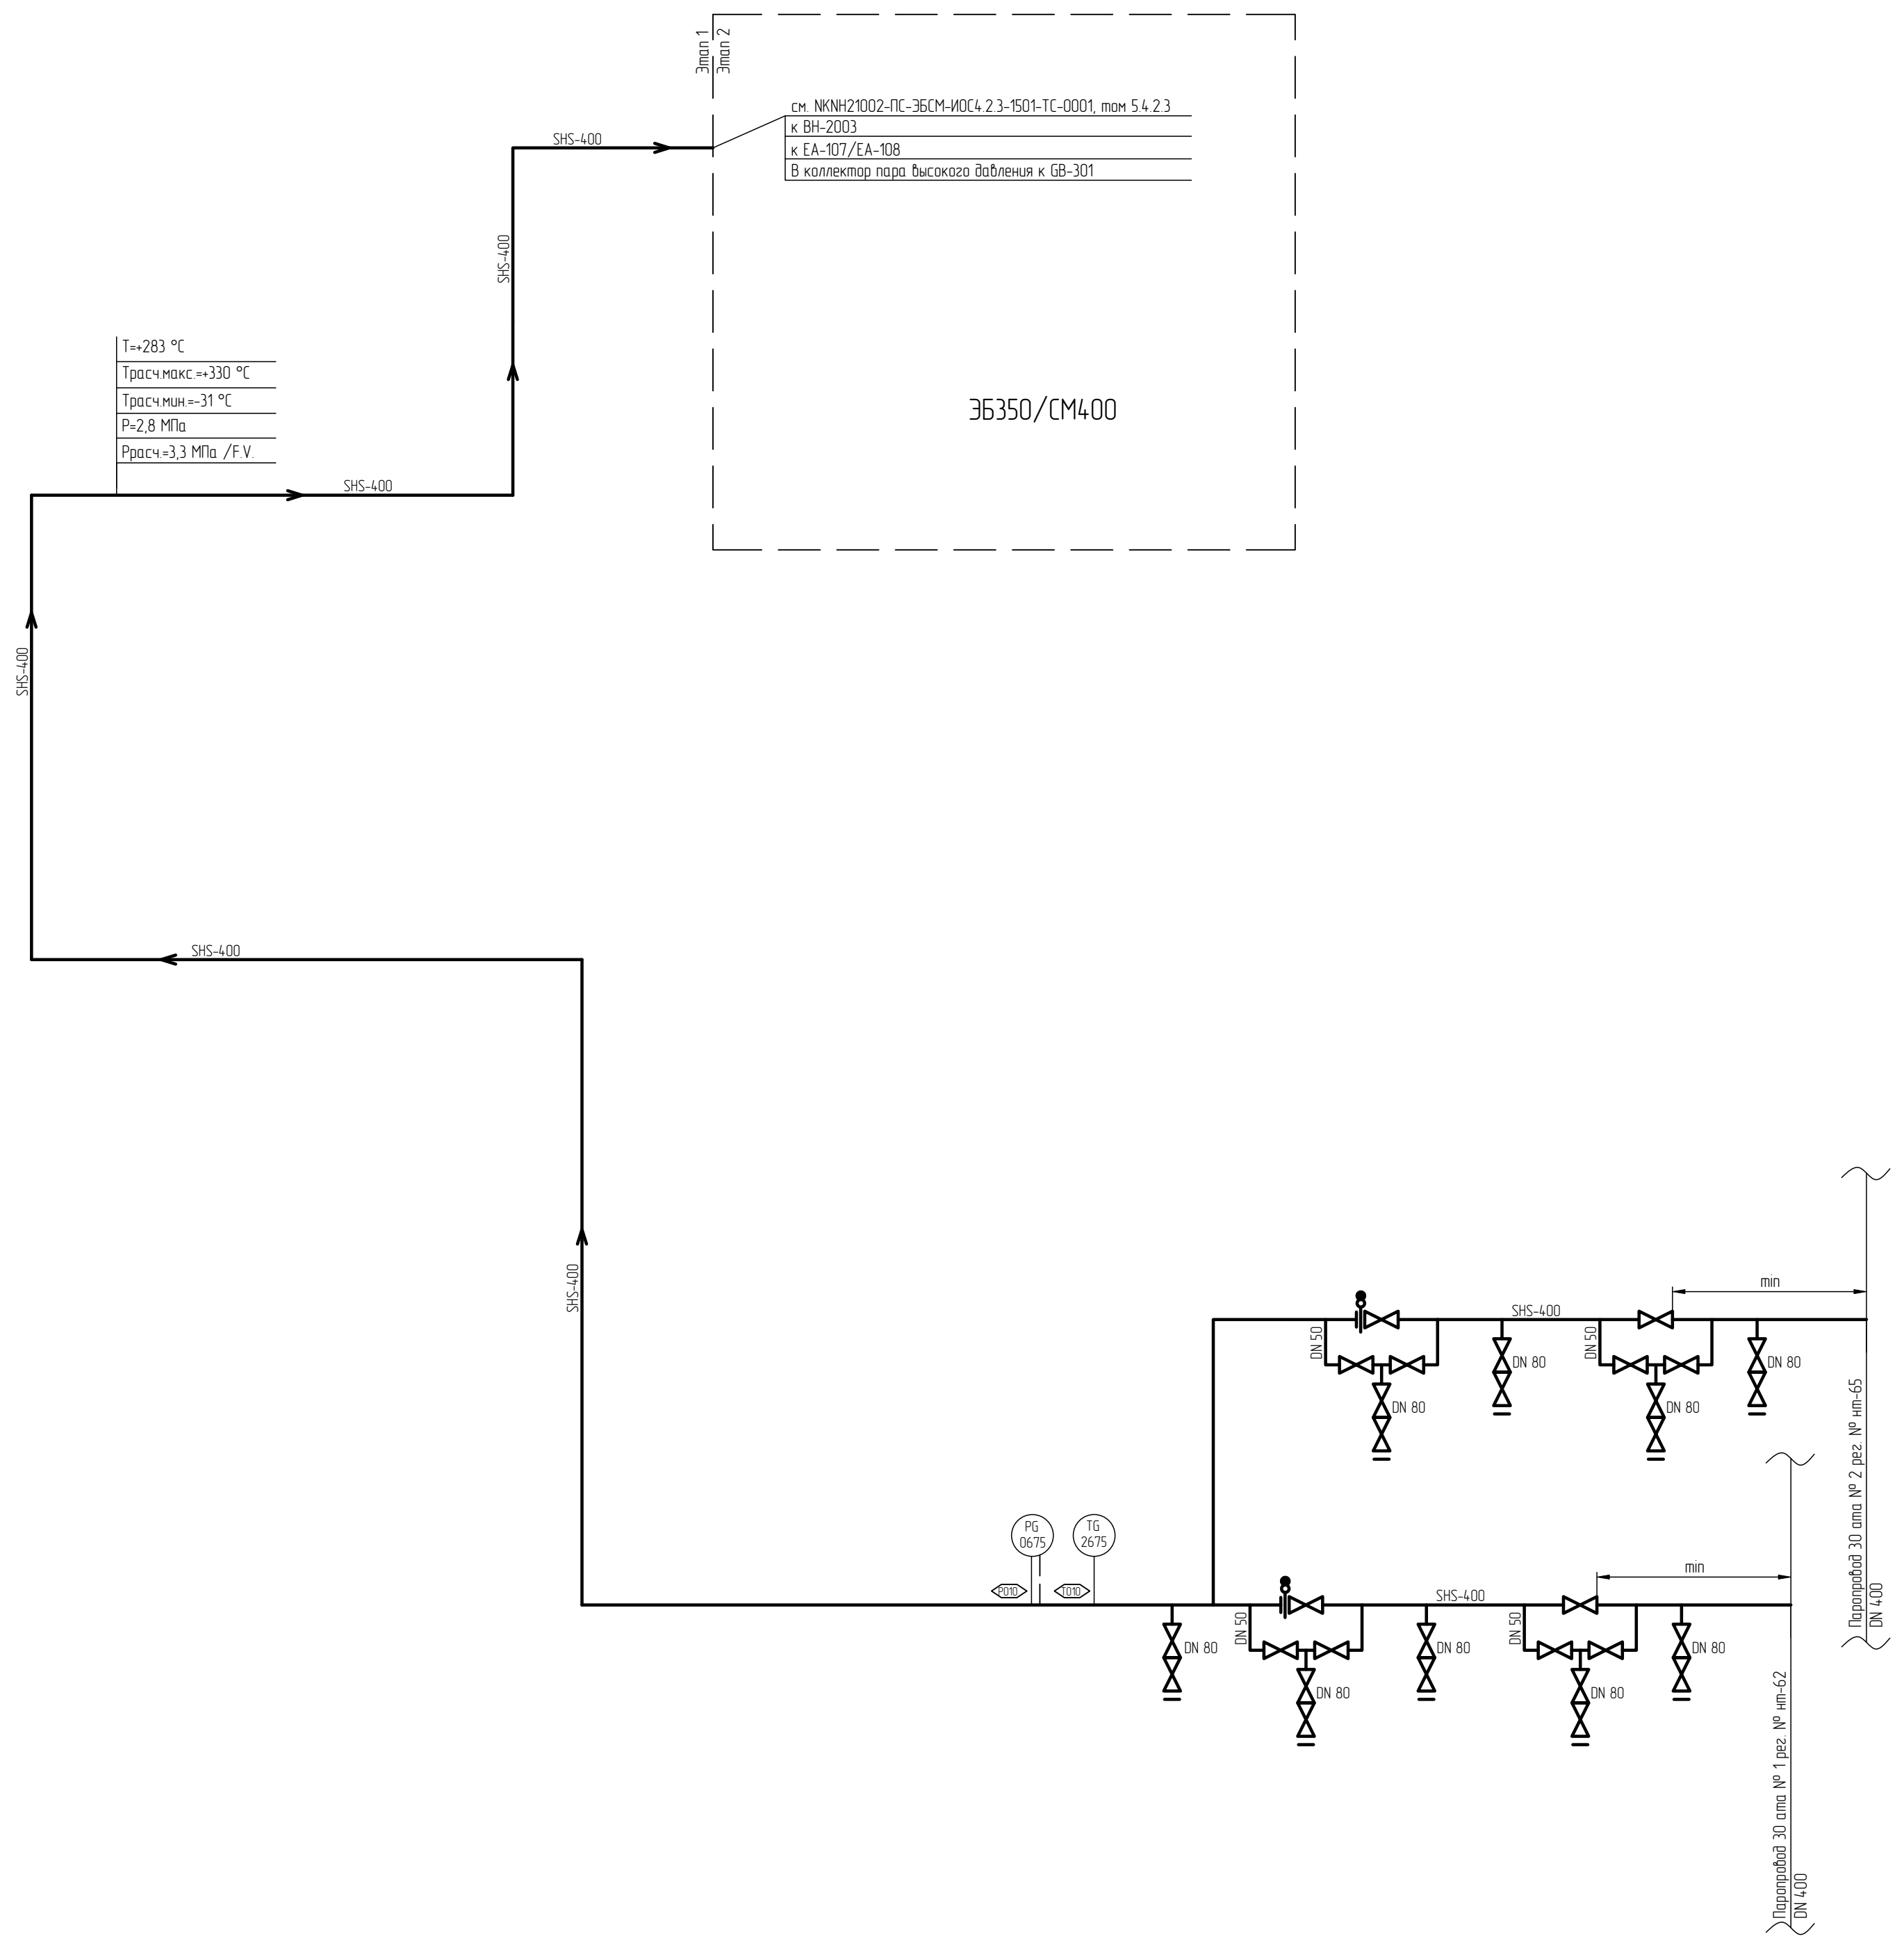 Этап 1
Этап 2
см. NKNH21002-ПС-ЭБСМ-ИОС4.2.3-1501-ТС-0001, том 5.4.2.3
к ВН-2003
к ЕА-107/ЕА-108
В коллектор пара высокого давления к GB-301
SHS-400
SHS-400
T=+283 °C
Tрасч.макс.=+330 °C
Tрасч.мин.=-31 °C
P=2,8 МПа
Pрасч.=3,3 МПа /F.V.
ЭБ350/СМ400
SHS-400
SHS-400
SHS-400
SHS-400
min
SHS-400
DN 50
DN 80
DN 80
DN 50
DN 80
DN 80
Паропровод 30 ата № 2 рег. № нт-65
DN 400
PG
0675
TG
2675
P010
T010
min
SHS-400
DN 80
DN 50
DN 80
DN 80
DN 50
DN 80
DN 80
Паропровод 30 ата № 1 рег. № нт-62
DN 400